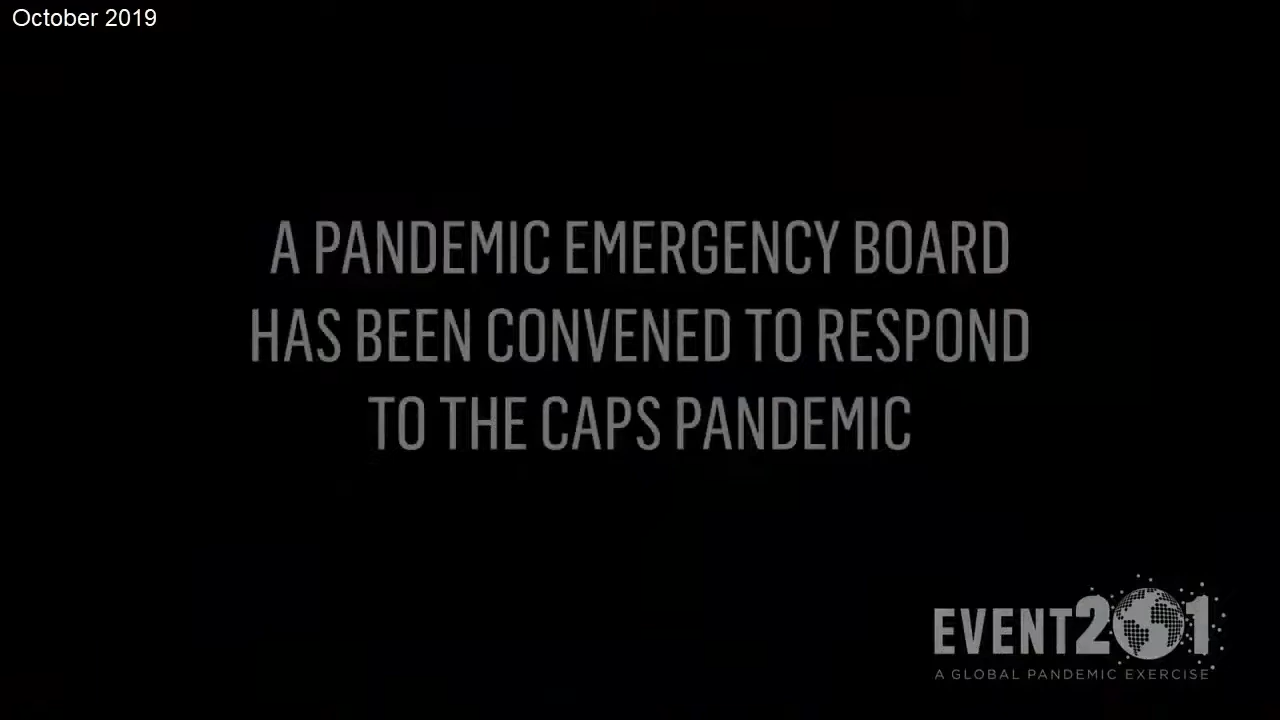 October 2019
A PANDEMIC EMERGENCY BOARD
HAS BEEN CONVENED TO RESPOND
TO THE CAPS PANDEMIC
EVENT201
A GLOBAL PANDEMIC EXERCISE